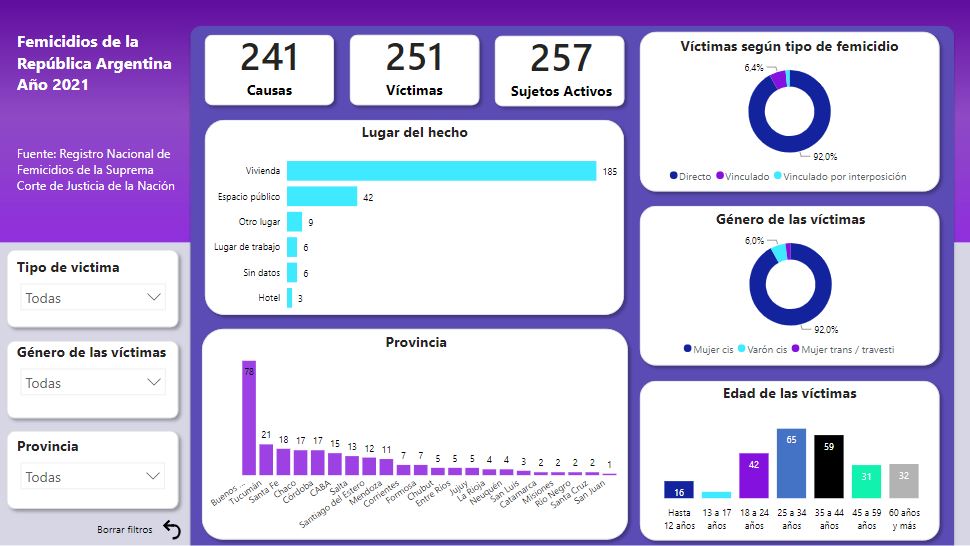 Femicidios de la
República Argentina
Año 2021
Fuente: Registro Nacional de
Femicidios de la Suprema
Corte de Justicia de la Nación
Tipo de victima
Todas
Género de las víctimas
Todas
Provincia
Todas
Borrar filtros
241
Causas
251
Víctimas
257
Sujetos Activos
Lugar del hecho
Vivienda 185
Espacio público 42
Otro lugar 9
Lugar de trabajo 6
Sin datos 6
Hotel 3
Provincia
78 21 18 17 17 15 13 12 11 7 7 5 5 5 4 4 3 2 2 2 2 1
Buenos ... Tucumán Santa Fe Chaco Córdoba CABA Salta Santiago del Estero Mendoza Corrientes Formosa Chubut Entre Ríos Jujuy La Rioja Neuquén San Luis Catamarca Misiones Río Negro Santa Cruz San Juan
Víctimas según tipo de femicidio
6,4%
92,0%
Directo Vinculado Vinculado por interposición
Género de las víctimas
6,0%
92,0%
Mujer cis Varón cis Mujer trans / travesti
Edad de las víctimas
16 42 65 59 31 32
Hasta 13 a 17 18 a 24 25 a 34 35 a 44 45 a 59 60 años
12 años años años años años años y más